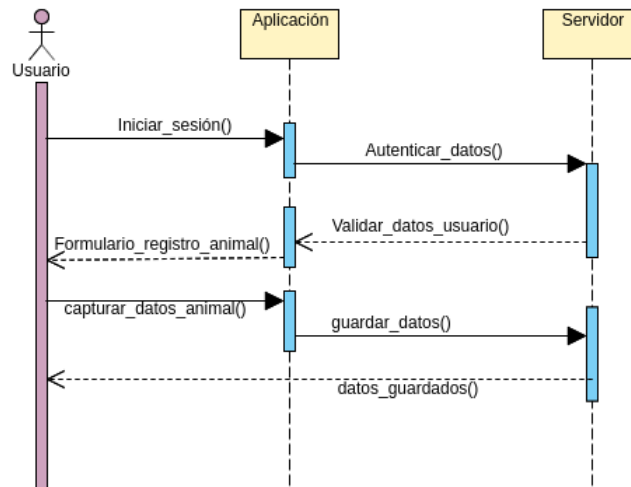 Aplicación
Servidor
Usuario
Iniciar_sesión()
Autenticar_datos()
Validar_datos_usuario()
Formulario_registro_animal()
capturar_datos_animal()
guardar_datos()
datos_guardados()